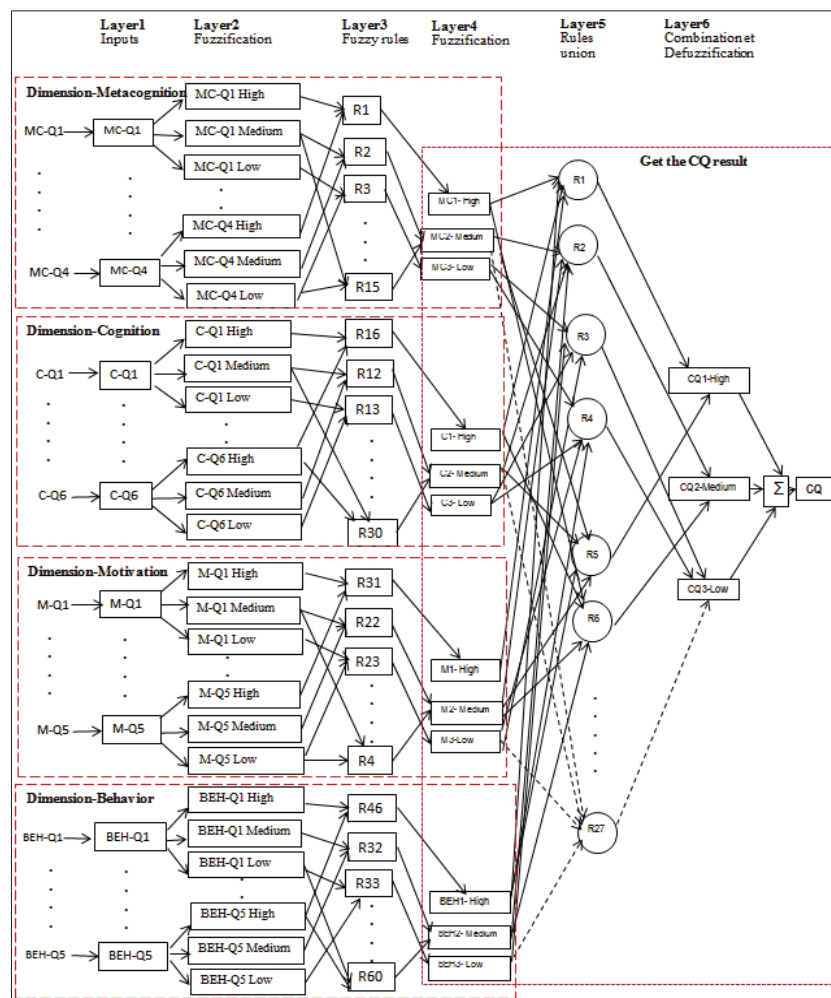 Layer1 Layer2 Layer3 Layer4 Layer5 Layer6
Inputs Fuzzification Fuzzy rules Fuzzification Rules union Combination et Defuzzification
Dimension-Metacognition
MC-Q1
MC-Q4
MC-Q1
MC-Q4
MC-Q1 High
MC-Q1 Medium
MC-Q1 Low
MC-Q4 High
MC-Q4 Medium
MC-Q4 Low
R1
R2
R3
R15
MC1- High
MC2- Medium
MC3- Low
Dimension-Cognition
C-Q1
C-Q6
C-Q1
C-Q6
C-Q1 High
C-Q1 Medium
C-Q1 Low
C-Q6 High
C-Q6 Medium
C-Q6 Low
R16
R12
R13
R30
C1- High
C2- Medium
C3- Low
Dimension-Motivation
M-Q1
M-Q5
M-Q1
M-Q5
M-Q1 High
M-Q1 Medium
M-Q1 Low
M-Q5 High
M-Q5 Medium
M-Q5 Low
R31
R22
R23
R4
M1- High
M2- Medium
M3-Low
Dimension-Behavior
BEH-Q1
BEH-Q5
BEH-Q1
BEH-Q5
BEH-Q1 High
BEH-Q1 Medium
BEH-Q1 Low
BEH-Q5 High
BEH-Q5 Medium
BEH-Q5 Low
R46
R32
R33
R60
BEH1- High
BEH2- Medium
BEH3- Low
Get the CQ result
R1
R2
R3
R4
R5
R6
R27
CQ1-High
CQ2-Medium
CQ3-Low
Σ
CQ